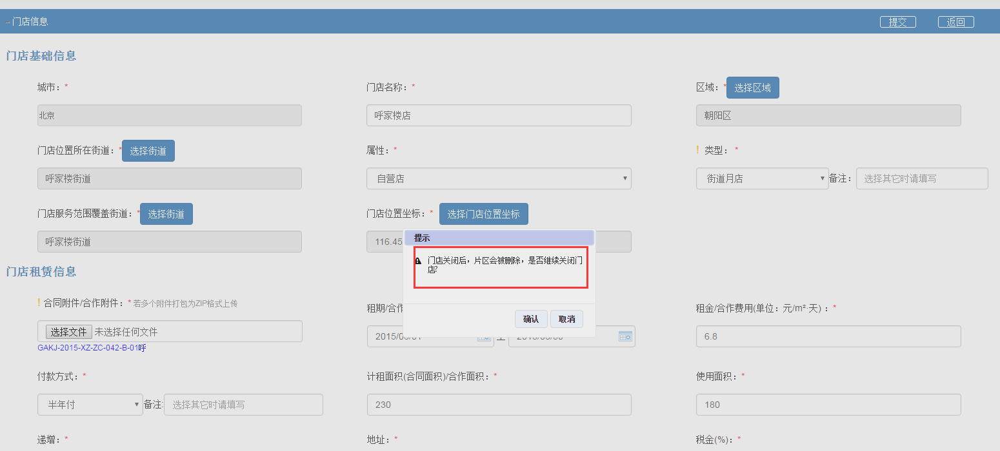 门店信息 提交 返回
门店基础信息
城市：* 门店名称：* 区域：* 选择区域
北京 呼家楼店 朝阳区
门店位置所在街道：* 选择街道 属性：* ! 类型：*
呼家楼街道 自营店 街道月店 备注： 选择其它时请填写
门店服务范围覆盖街道：* 选择街道 门店位置坐标：* 选择门店位置坐标
呼家楼街道 116.45
提示
门店关闭后，片区会被删除，是否继续关闭门
店?
确认 取消
门店租赁信息
! 合同附件/合作附件：*若多个附件打包为ZIP格式上传 租期/合作 租金/合作费用(单位：元/m²·天)：*
选择文件 未选择任何文件 2015/0 至 6.8
GAKJ-2015-XZ-ZC-042-B-01呼
付款方式：* 计租面积(合同面积)/合作面积：* 使用面积：*
半年付 备注: 选择其它时请填写 230 180
递增：* 地址：* 税金(%)：*